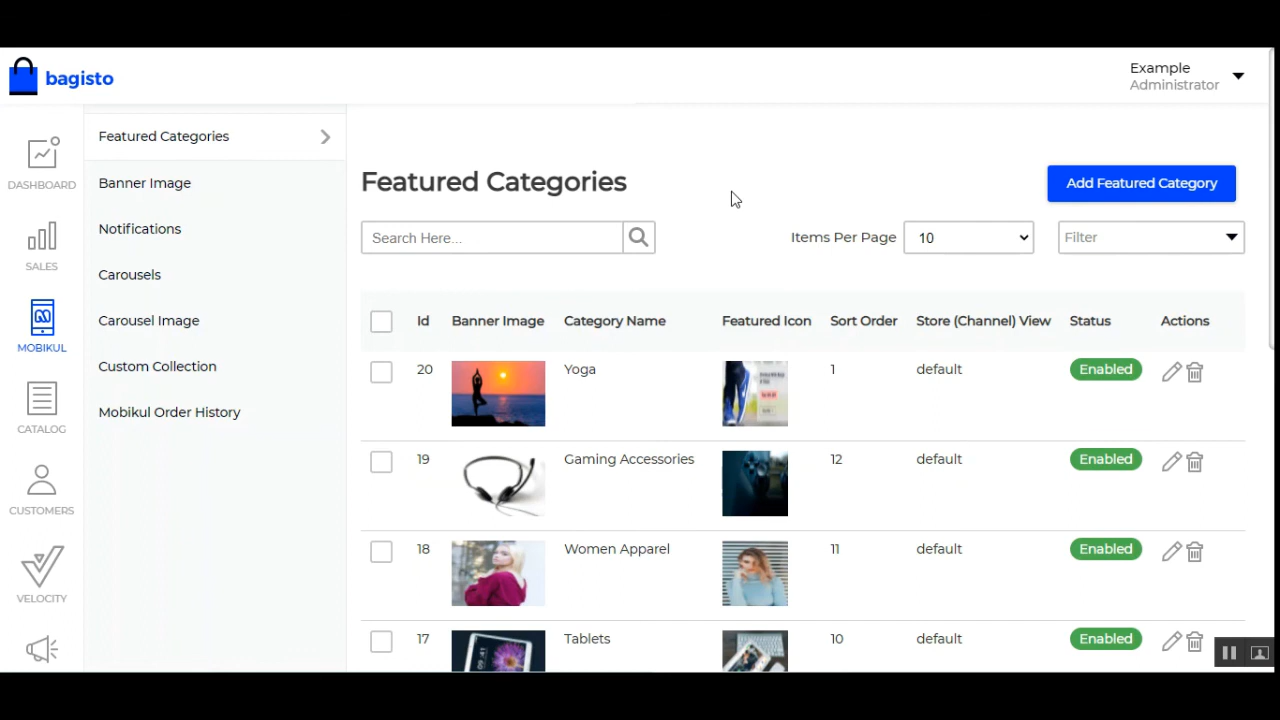 bagisto
Example
Administrator
DASHBOARD
SALES
MOBIKUL
CATALOG
CUSTOMERS
VELOCITY
Featured Categories
Banner Image
Notifications
Carousels
Carousel Image
Custom Collection
Mobikul Order History
Featured Categories
Add Featured Category
Search Here...
Items Per Page 10
Filter
Id Banner Image Category Name Featured Icon Sort Order Store (Channel) View Status Actions
20 Yoga 1 default Enabled
19 Gaming Accessories 12 default Enabled
18 Women Apparel 11 default Enabled
17 Tablets 10 default Enabled